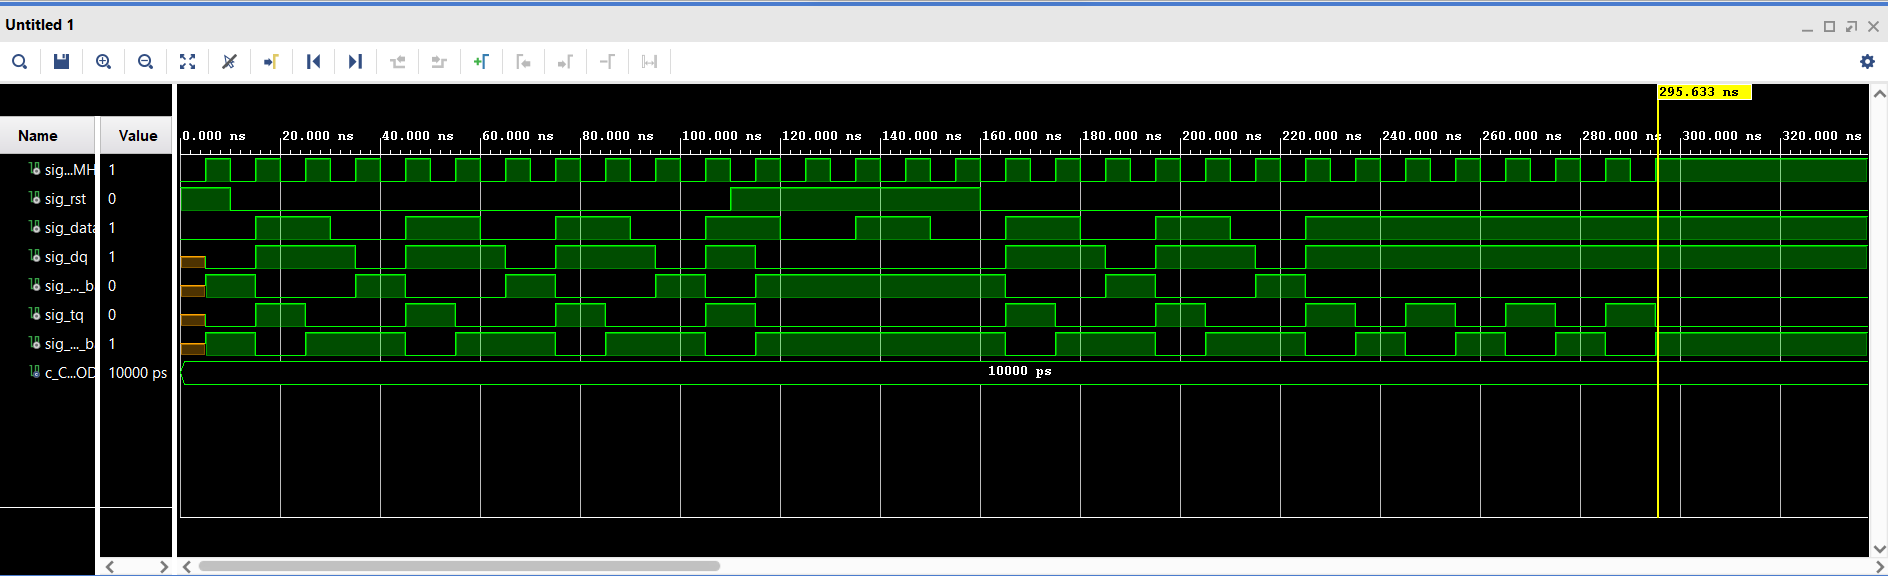 Untitled 1
295.633 ns
Name Value
0.000 ns 20.000 ns 40.000 ns 60.000 ns 80.000 ns 100.000 ns 120.000 ns 140.000 ns 160.000 ns 180.000 ns 200.000 ns 220.000 ns 240.000 ns 260.000 ns 280.000 ns 300.000 ns 320.000 ns
sig...MH 1
sig_rst 0
sig_data 1
sig_dq 1
sig_..._b 0
sig_tq 0
sig_..._b 1
c_C...OD 10000 ps 10000 ps